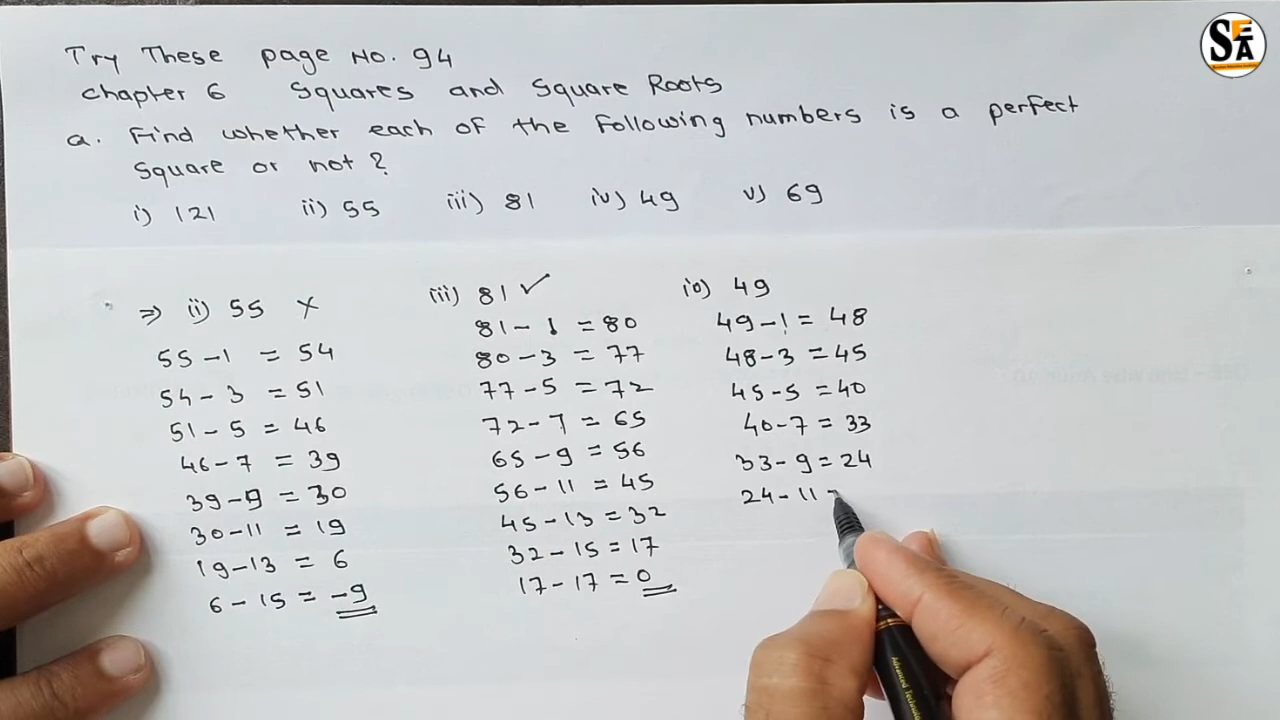 Try These page No. 94
Chapter 6 Squares and Square Roots
a. Find whether each of the following numbers is a perfect
square or not?
i) 121 ii) 55 iii) 81 iv) 49 v) 69
⇒ (ii) 55 ×
55 - 1 = 54
54 - 3 = 51
51 - 5 = 46
46 - 7 = 39
39 - 9 = 30
30 - 11 = 19
19 - 13 = 6
6 - 15 = -9
iii) 81 ✓
81 - 1 = 80
80 - 3 = 77
77 - 5 = 72
72 - 7 = 65
65 - 9 = 56
56 - 11 = 45
45 - 13 = 32
32 - 15 = 17
17 - 17 = 0
iv) 49
49 - 1 = 48
48 - 3 = 45
45 - 5 = 40
40 - 7 = 33
33 - 9 = 24
24 - 11 =
SETA